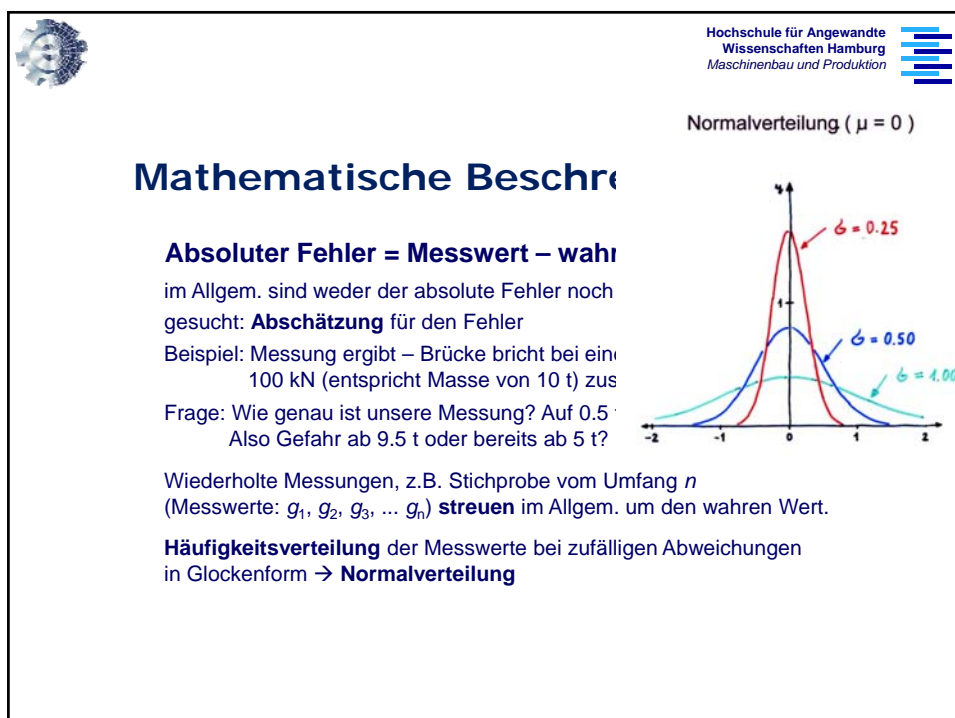 Hochschule für Angewandte
Wissenschaften Hamburg
Maschinenbau und Produktion
Normalverteilung ( µ = 0 )
Mathematische Beschre
Absoluter Fehler = Messwert – wahr
im Allgem. sind weder der absolute Fehler noch
gesucht: Abschätzung für den Fehler
Beispiel: Messung ergibt – Brücke bricht bei eine
100 kN (entspricht Masse von 10 t) zus
Frage: Wie genau ist unsere Messung? Auf 0.5
Also Gefahr ab 9.5 t oder bereits ab 5 t?
y
1
σ = 0.25
σ = 0.50
σ = 1.00
-2 -1 0 1 2
Wiederholte Messungen, z.B. Stichprobe vom Umfang n
(Messwerte: g₁, g₂, g₃, ... gₙ) streuen im Allgem. um den wahren Wert.
Häufigkeitsverteilung der Messwerte bei zufälligen Abweichungen
in Glockenform → Normalverteilung